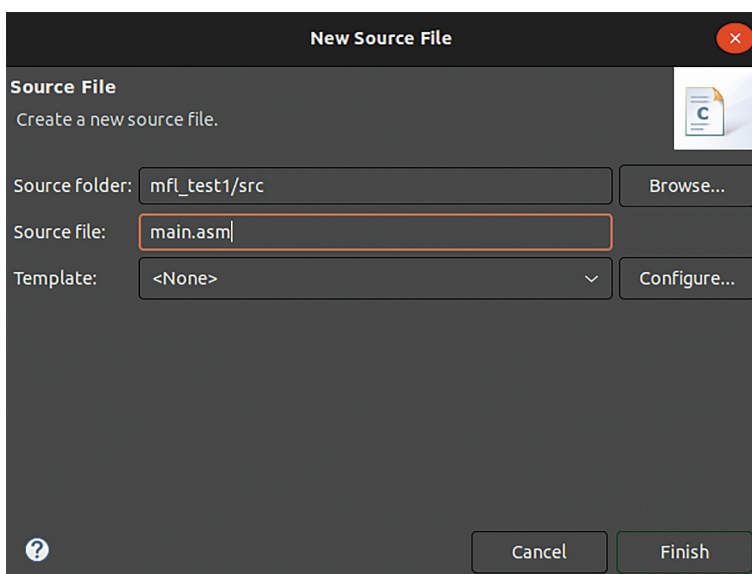 New Source File
Source File
Create a new source file.
C
Source folder: mfl_test1/src Browse...
Source file: main.asm
Template: <None> Configure...
? Cancel Finish